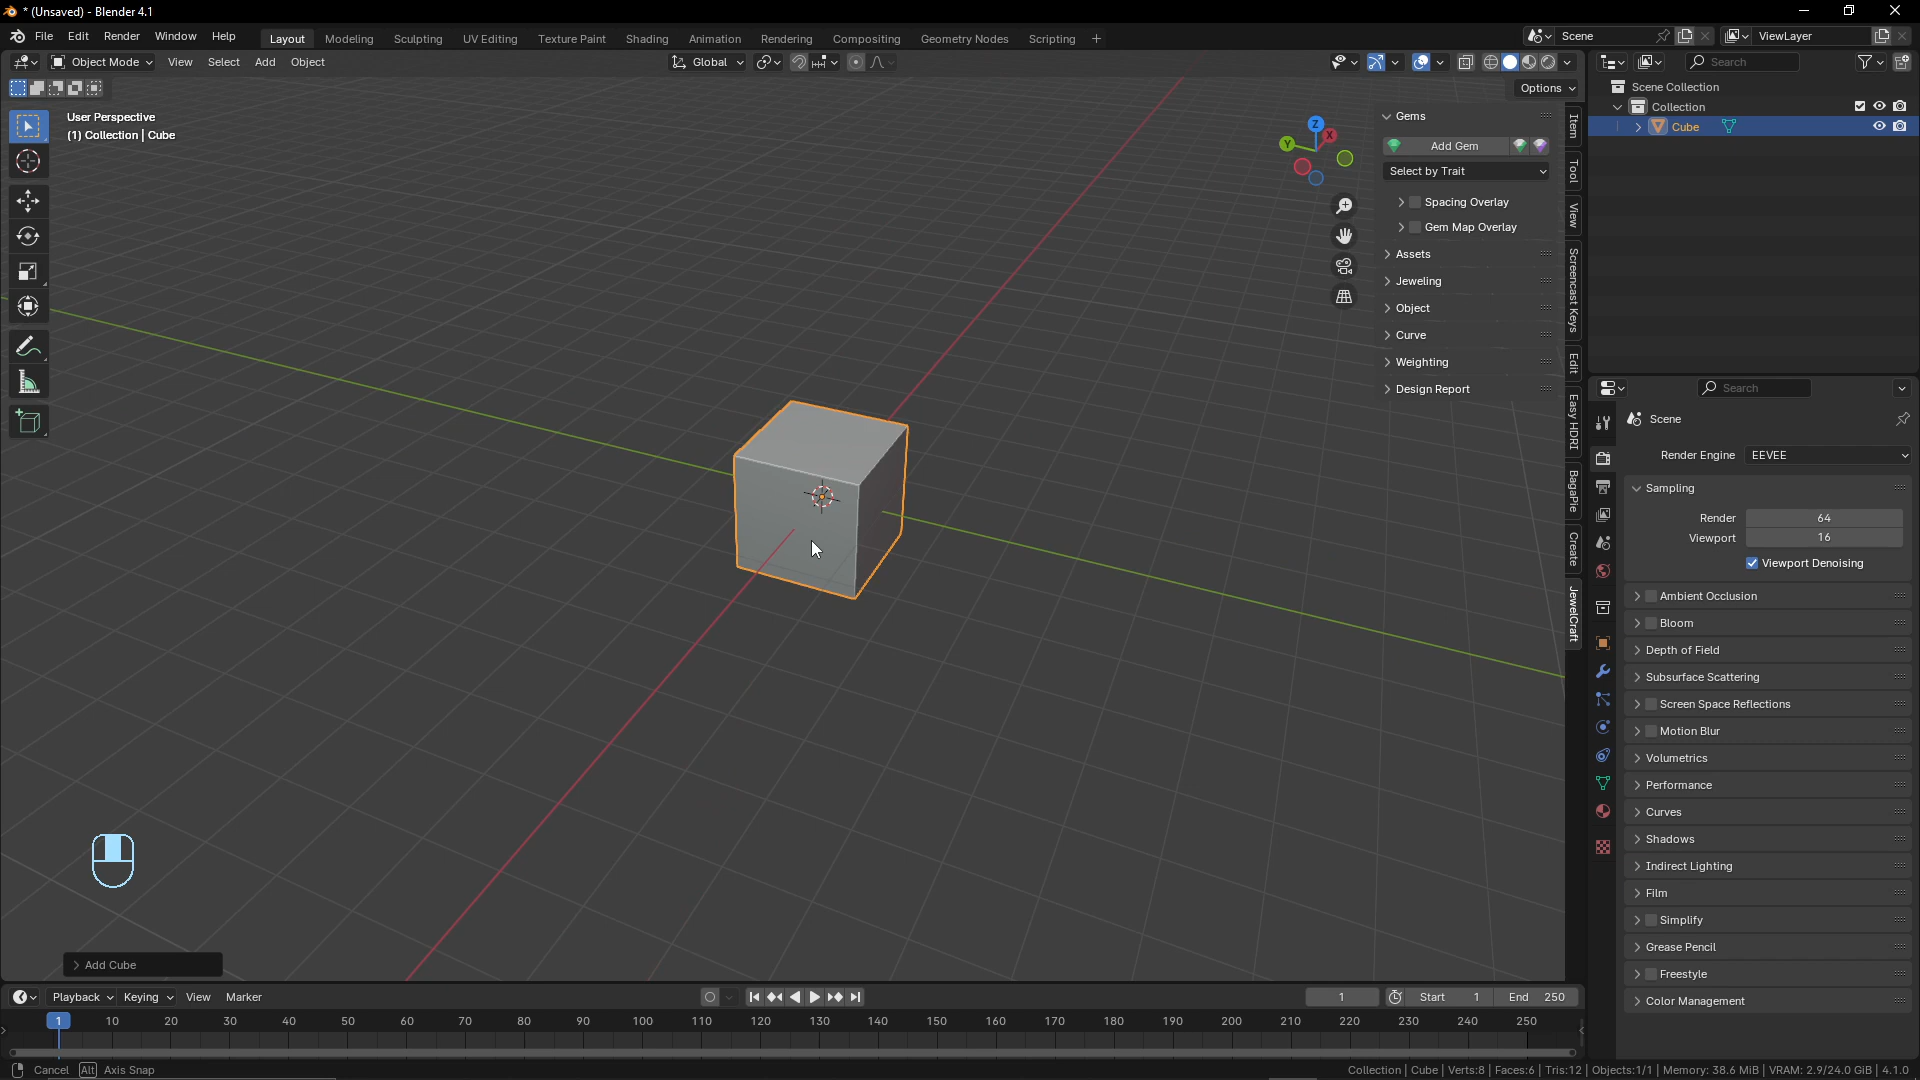 * (Unsaved) - Blender 4.1
File Edit Render Window Help
Layout Modeling Sculpting UV Editing Texture Paint Shading Animation Rendering Compositing Geometry Nodes Scripting +
Scene
ViewLayer
Object Mode View Select Add Object
Global
Options
User Perspective
(1) Collection | Cube
Z
X
Y
Gems
Add Gem
Select by Trait
Spacing Overlay
Gem Map Overlay
Assets
Jeweling
Object
Curve
Weighting
Design Report
Item
Tool
View
Screencast Keys
Edit
Easy HDRI
BagaPie
Create
JewelCraft
Search
Scene Collection
Collection
Cube
Search
Scene
Render Engine EEVEE
Sampling
Render 64
Viewport 16
Viewport Denoising
Ambient Occlusion
Bloom
Depth of Field
Subsurface Scattering
Screen Space Reflections
Motion Blur
Volumetrics
Performance
Curves
Shadows
Indirect Lighting
Film
Simplify
Grease Pencil
Freestyle
Color Management
Add Cube
Playback Keying View Marker
1 Start 1 End 250
1 10 20 30 40 50 60 70 80 90 100 110 120 130 140 150 160 170 180 190 200 210 220 230 240 250
Cancel Alt Axis Snap
Collection | Cube | Verts:8 | Faces:6 | Tris:12 | Objects:1/1 | Memory: 38.6 MiB | VRAM: 2.9/24.0 GiB | 4.1.0